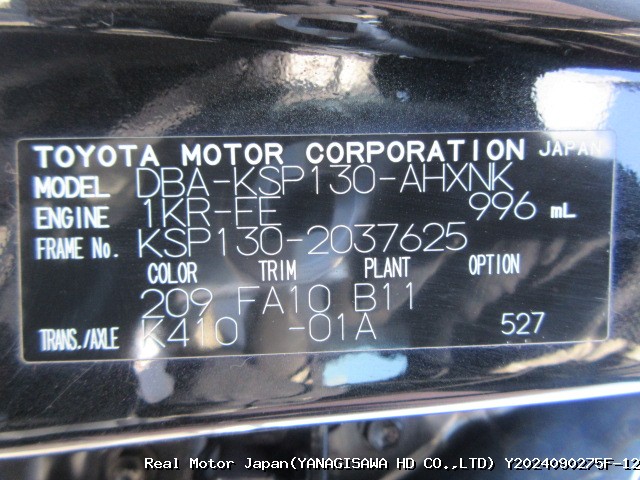 TOYOTA MOTOR CORPORATION JAPAN
MODEL DBA-KSP130-AHXNK
ENGINE 1KR-FE 996 mL
FRAME No. KSP130-2037625
COLOR TRIM PLANT OPTION
209 FA10 B11
TRANS./AXLE K410 -01A 527
Real Motor Japan(YANAGISAWA HD CO.,LTD) Y2024090275F-12